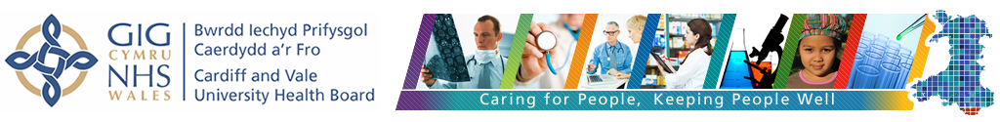 GIG
CYMRU
NHS
WALES
Bwrdd Iechyd Prifysgol
Caerdydd a'r Fro
Cardiff and Vale
University Health Board
Caring for People, Keeping People Well